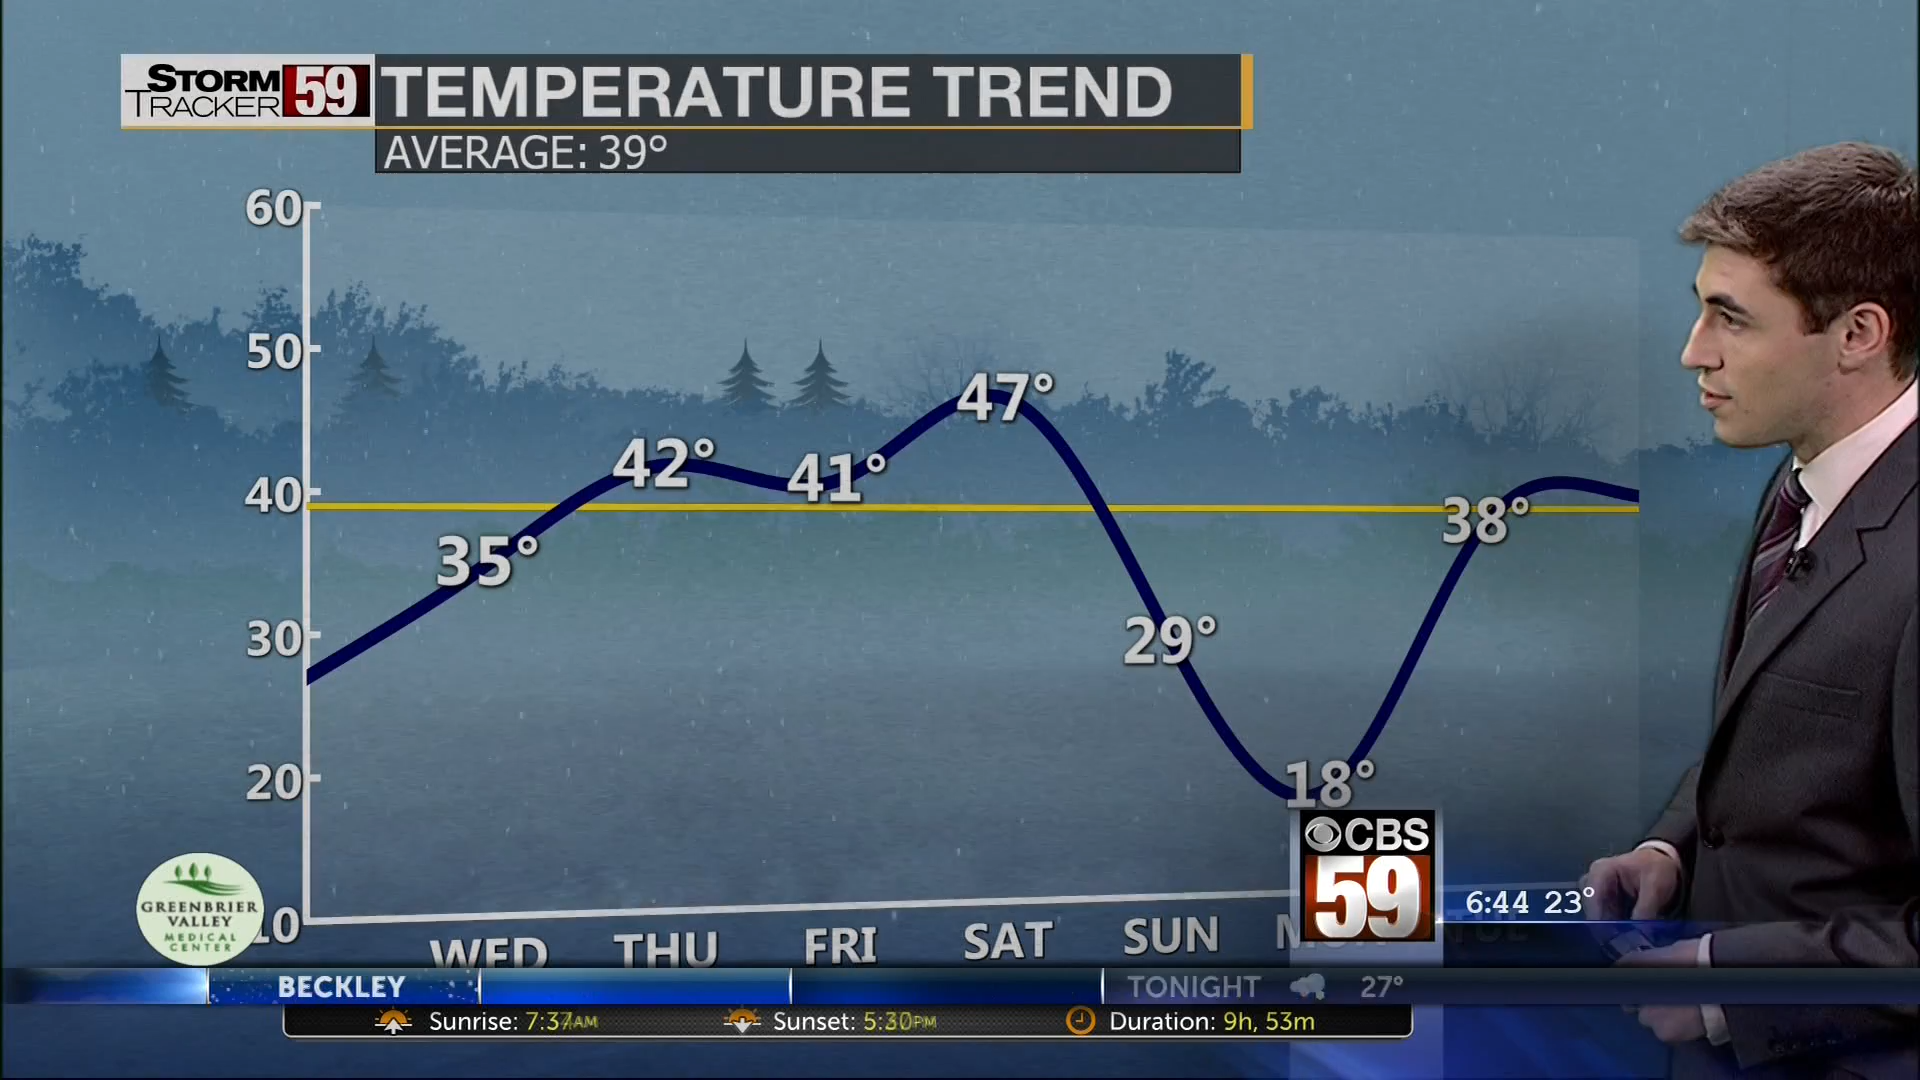 STORM
TRACKER 59
TEMPERATURE TREND
AVERAGE: 39°
60
50
40
30
20
10
35°
42°
41°
47°
29°
18°
38°
WED THU FRI SAT SUN
GREENBRIER
VALLEY
MEDICAL
CENTER
CBS
59
6:44 23°
BECKLEY
TONIGHT 27°
Sunrise: 7:37AM Sunset: 5:30PM Duration: 9h, 53m